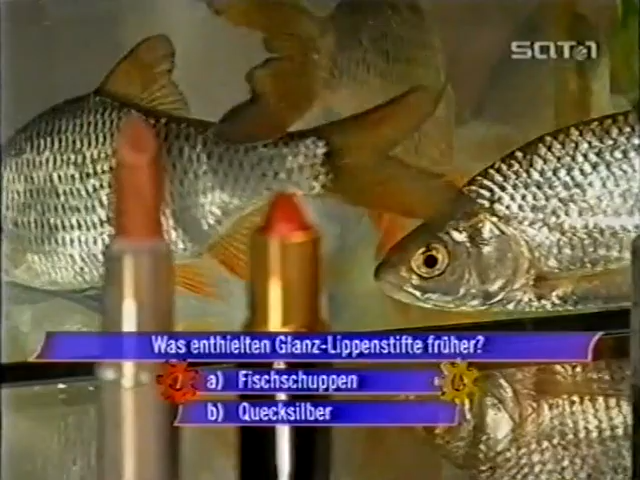 SAT.1
Was enthielten Glanz-Lippenstifte früher?
a) Fischschuppen
b) Quecksilber